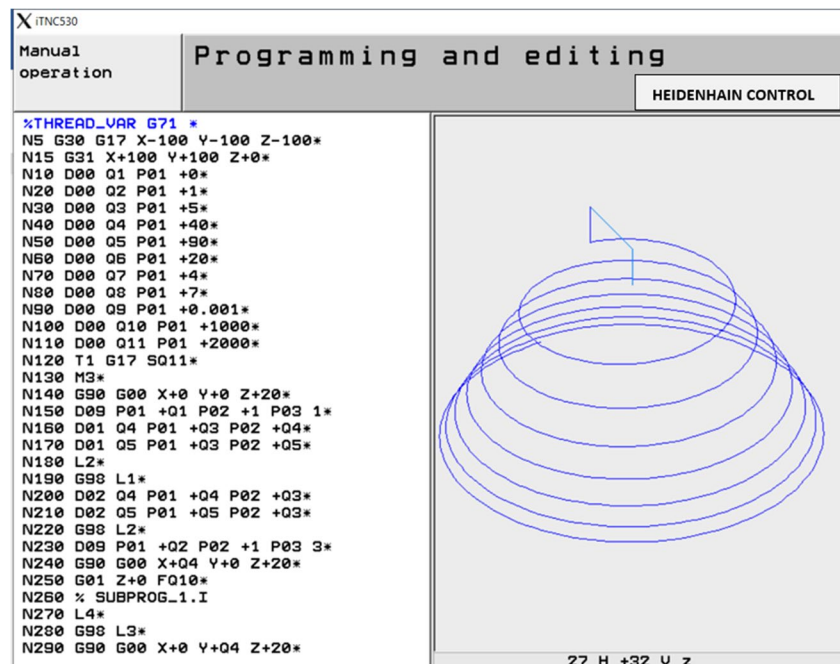 iTNC530
Manual
operation
Programming and editing
HEIDENHAIN CONTROL
%THREAD_VAR G71 *
N5 G30 G17 X-100 Y-100 Z-100*
N15 G31 X+100 Y+100 Z+0*
N10 D00 Q1 P01 +0*
N20 D00 Q2 P01 +1*
N30 D00 Q3 P01 +5*
N40 D00 Q4 P01 +40*
N50 D00 Q5 P01 +90*
N60 D00 Q6 P01 +20*
N70 D00 Q7 P01 +4*
N80 D00 Q8 P01 +7*
N90 D00 Q9 P01 +0.001*
N100 D00 Q10 P01 +1000*
N110 D00 Q11 P01 +2000*
N120 T1 G17 SQ11*
N130 M3*
N140 G90 G00 X+0 Y+0 Z+20*
N150 D09 P01 +Q1 P02 +1 P03 1*
N160 D01 Q4 P01 +Q3 P02 +Q4*
N170 D01 Q5 P01 +Q3 P02 +Q5*
N180 L2*
N190 G98 L1*
N200 D02 Q4 P01 +Q4 P02 +Q3*
N210 D02 Q5 P01 +Q5 P02 +Q3*
N220 G98 L2*
N230 D09 P01 +Q2 P02 +1 P03 3*
N240 G90 G00 X+Q4 Y+0 Z+20*
N250 G01 Z+0 FQ10*
N260 % SUBPROG_1.I
N270 L4*
N280 G98 L3*
N290 G90 G00 X+0 Y+Q4 Z+20*